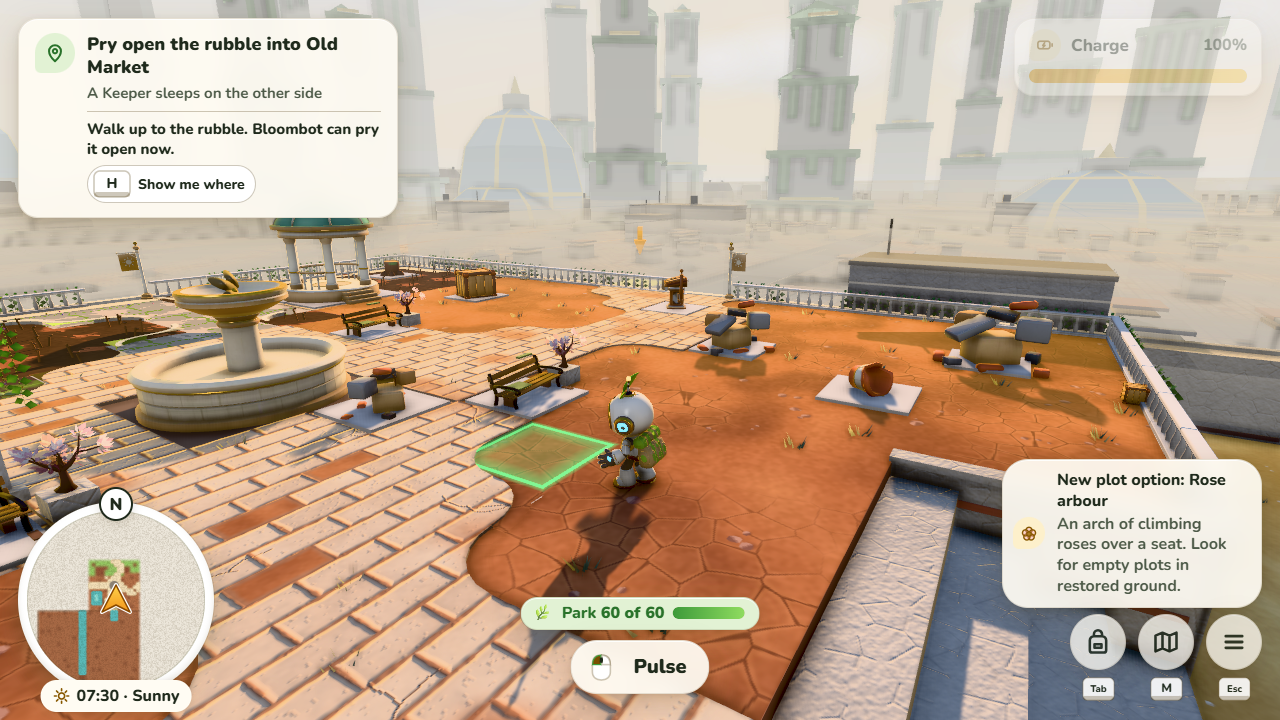 Pry open the rubble into Old
Market
A Keeper sleeps on the other side
Walk up to the rubble. Bloombot can pry
it open now.
H Show me where
Charge 100%
N
07:30 · Sunny
Park 60 of 60
Pulse
New plot option: Rose
arbour
An arch of climbing
roses over a seat. Look
for empty plots in
restored ground.
Tab M Esc